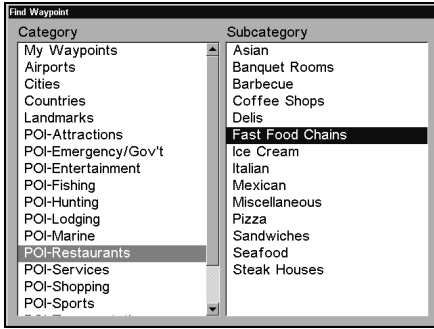 Find Waypoint
Category
Subcategory
My Waypoints
Airports
Cities
Countries
Landmarks
POI-Attractions
POI-Emergency/Gov't
POI-Entertainment
POI-Fishing
POI-Hunting
POI-Lodging
POI-Marine
POI-Restaurants
POI-Services
POI-Shopping
POI-Sports
Asian
Banquet Rooms
Barbecue
Coffee Shops
Delis
Fast Food Chains
Ice Cream
Italian
Mexican
Miscellaneous
Pizza
Sandwiches
Seafood
Steak Houses